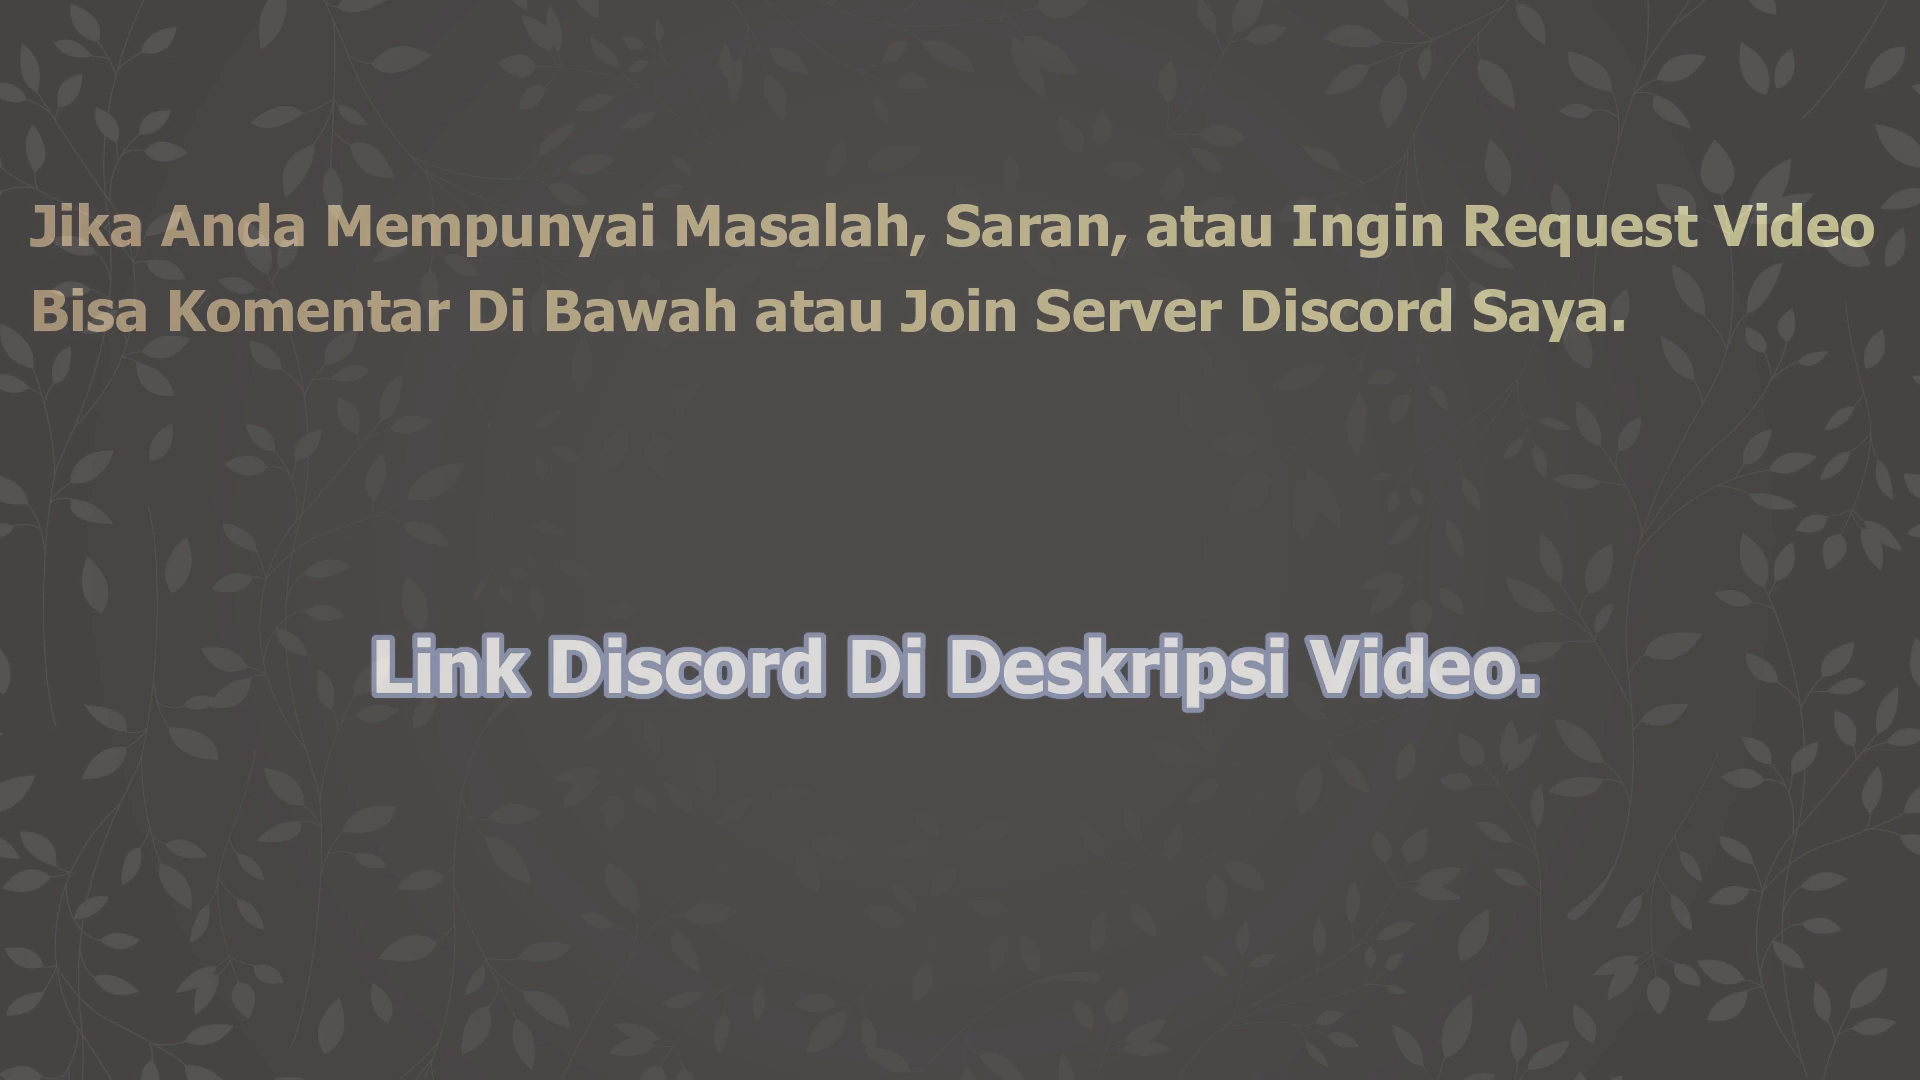 Jika Anda Mempunyai Masalah, Saran, atau Ingin Request Video
Bisa Komentar Di Bawah atau Join Server Discord Saya.
Link Discord Di Deskripsi Video.